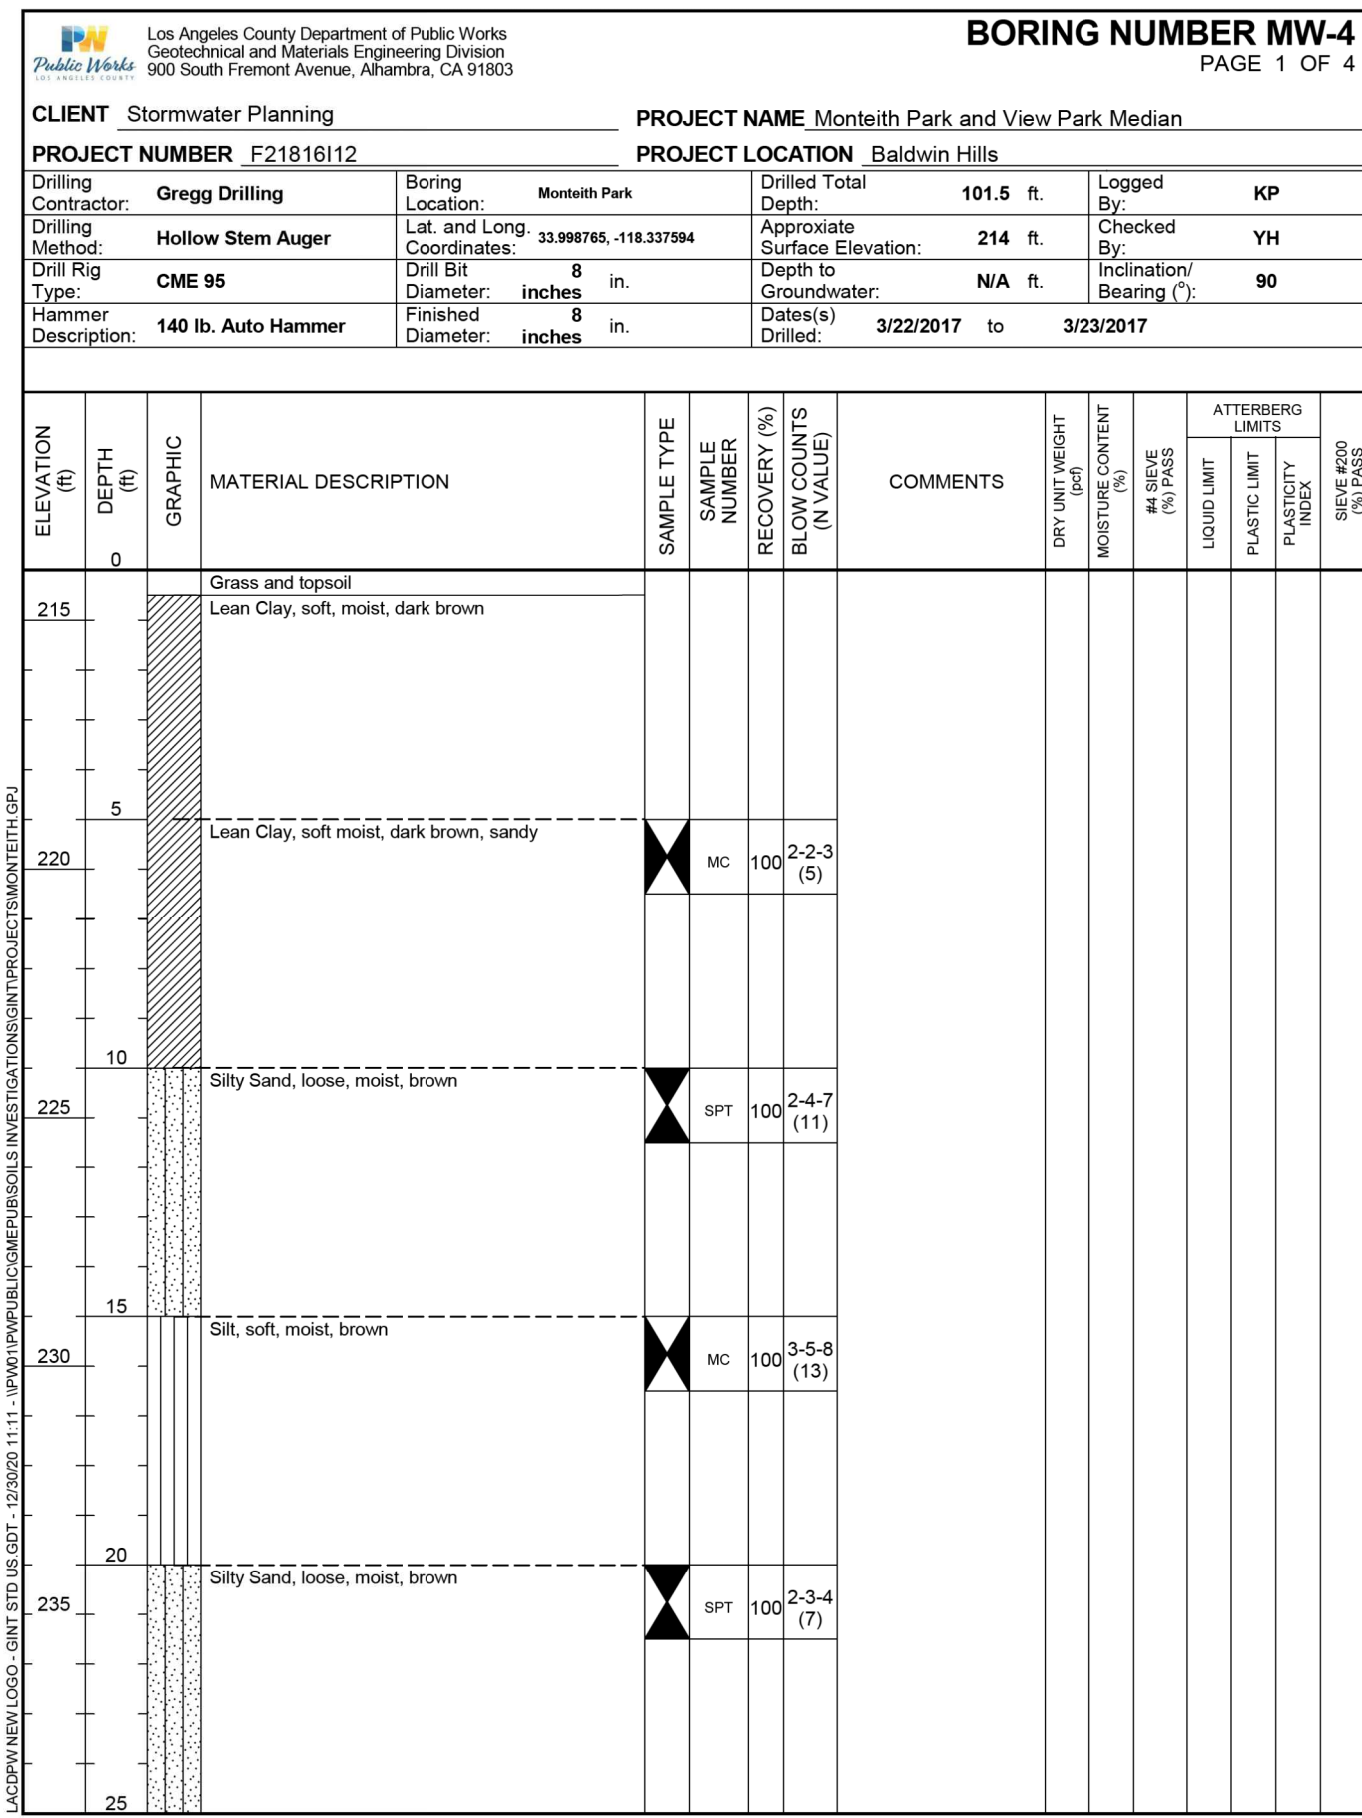 PW
Public Works
LOS ANGELES COUNTY
Los Angeles County Department of Public Works
Geotechnical and Materials Engineering Division
900 South Fremont Avenue, Alhambra, CA 91803
BORING NUMBER MW-4
PAGE 1 OF 4
CLIENT Stormwater Planning
PROJECT NAME Monteith Park and View Park Median
PROJECT NUMBER F21816I12
PROJECT LOCATION Baldwin Hills
Drilling Contractor: Gregg Drilling
Boring Location: Monteith Park
Drilled Total Depth: 101.5 ft.
Logged By: KP
Drilling Method: Hollow Stem Auger
Lat. and Long. Coordinates: 33.998765, -118.337594
Approxiate Surface Elevation: 214 ft.
Checked By: YH
Drill Rig Type: CME 95
Drill Bit Diameter: 8 inches in.
Depth to Groundwater: N/A ft.
Inclination/ Bearing (°): 90
Hammer Description: 140 lb. Auto Hammer
Finished Diameter: 8 inches in.
Dates(s) Drilled: 3/22/2017 to 3/23/2017
ELEVATION (ft)
DEPTH (ft)
0
GRAPHIC
MATERIAL DESCRIPTION
SAMPLE TYPE
SAMPLE NUMBER
RECOVERY (%)
BLOW COUNTS (N VALUE)
COMMENTS
DRY UNIT WEIGHT (pcf)
MOISTURE CONTENT (%)
#4 SIEVE (%) PASS
ATTERBERG LIMITS
LIQUID LIMIT
PLASTIC LIMIT
PLASTICITY INDEX
SIEVE #200 (%) PASS
Grass and topsoil
215
Lean Clay, soft, moist, dark brown
5
Lean Clay, soft moist, dark brown, sandy
220
MC 100 2-2-3 (5)
10
Silty Sand, loose, moist, brown
225
SPT 100 2-4-7 (11)
15
Silt, soft, moist, brown
230
MC 100 3-5-8 (13)
20
Silty Sand, loose, moist, brown
235
SPT 100 2-3-4 (7)
25
LACDPW NEW LOGO - GINT STD US.GDT - 12/30/20 11:11 - \\PW01\PWPUBLIC\GMEPUB\SOILS INVESTIGATIONS\GINT\PROJECTS\MONTEITH.GPJ